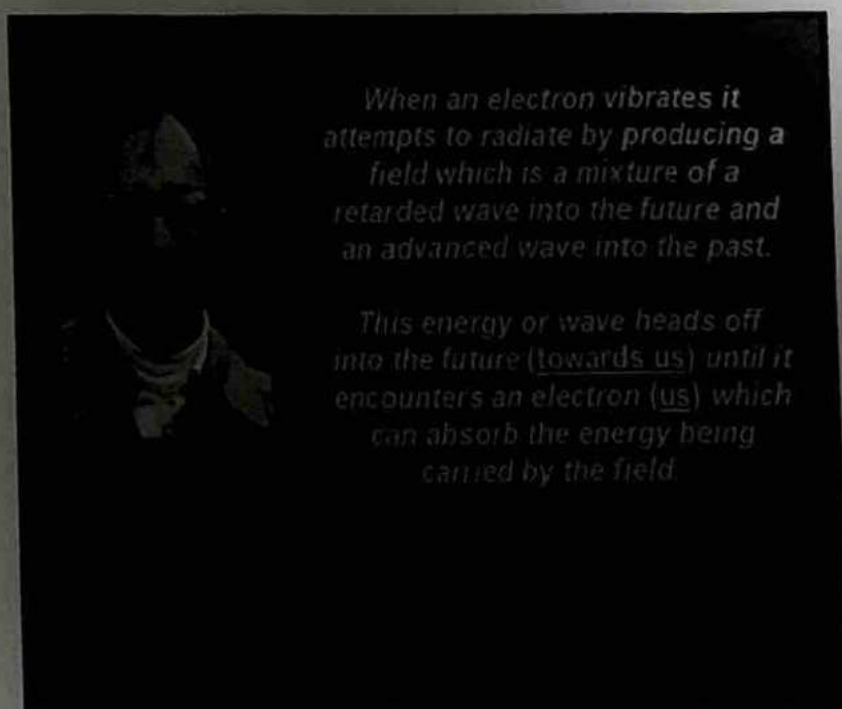 When an electron vibrates it
attempts to radiate by producing a
field which is a mixture of a
retarded wave into the future and
an advanced wave into the past.
This energy or wave heads off
into the future (towards us) until it
encounters an electron (us) which
can absorb the energy being
carried by the field.